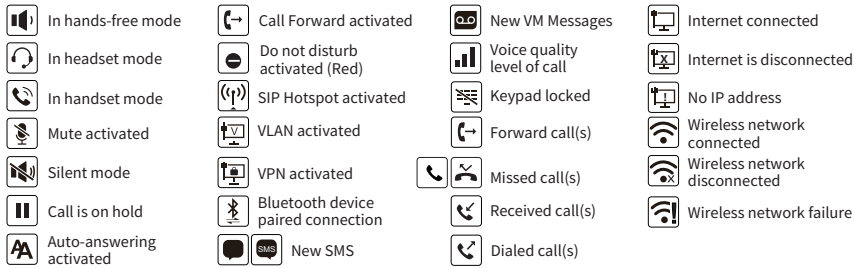 In hands-free mode
In headset mode
In handset mode
Mute activated
Silent mode
Call is on hold
AA Auto-answering
activated
Call Forward activated
Do not disturb
activated (Red)
SIP Hotspot activated
V VLAN activated
VPN activated
Bluetooth device
paired connection
SMS New SMS
New VM Messages
Voice quality
level of call
Keypad locked
Forward call(s)
Missed call(s)
Received call(s)
Dialed call(s)
Internet connected
X Internet is disconnected
! No IP address
Wireless network
connected
x Wireless network
disconnected
! Wireless network failure